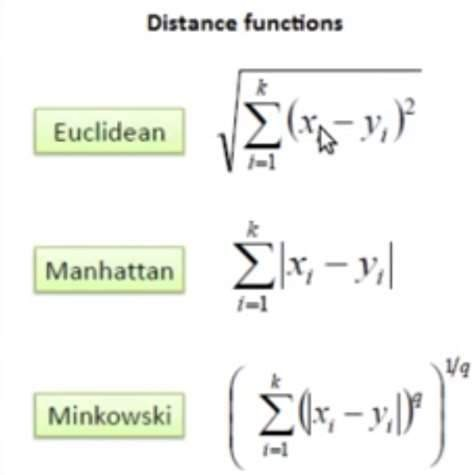 Distance functions
Euclidean √(∑_{i=1}^{k} (x_i − y_i)²)
Manhattan ∑_{i=1}^{k} |x_i − y_i|
Minkowski (∑_{i=1}^{k} (|x_i − y_i|)^q)^{1/q}